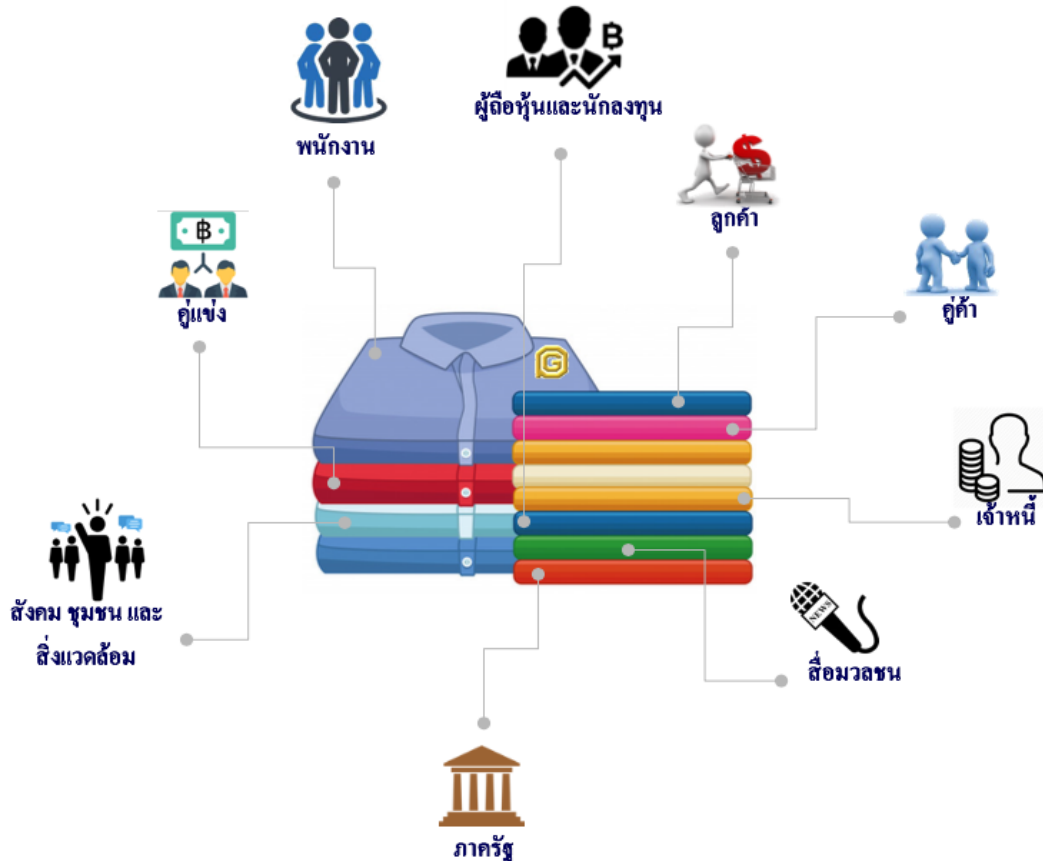 พนักงาน
ผู้ถือหุ้นและนักลงทุน
ลูกค้า
คู่แข่ง
คู่ค้า
G
เจ้าหนี้
สังคม ชุมชน และ
สิ่งแวดล้อม
NEWS
สื่อมวลชน
ภาครัฐ